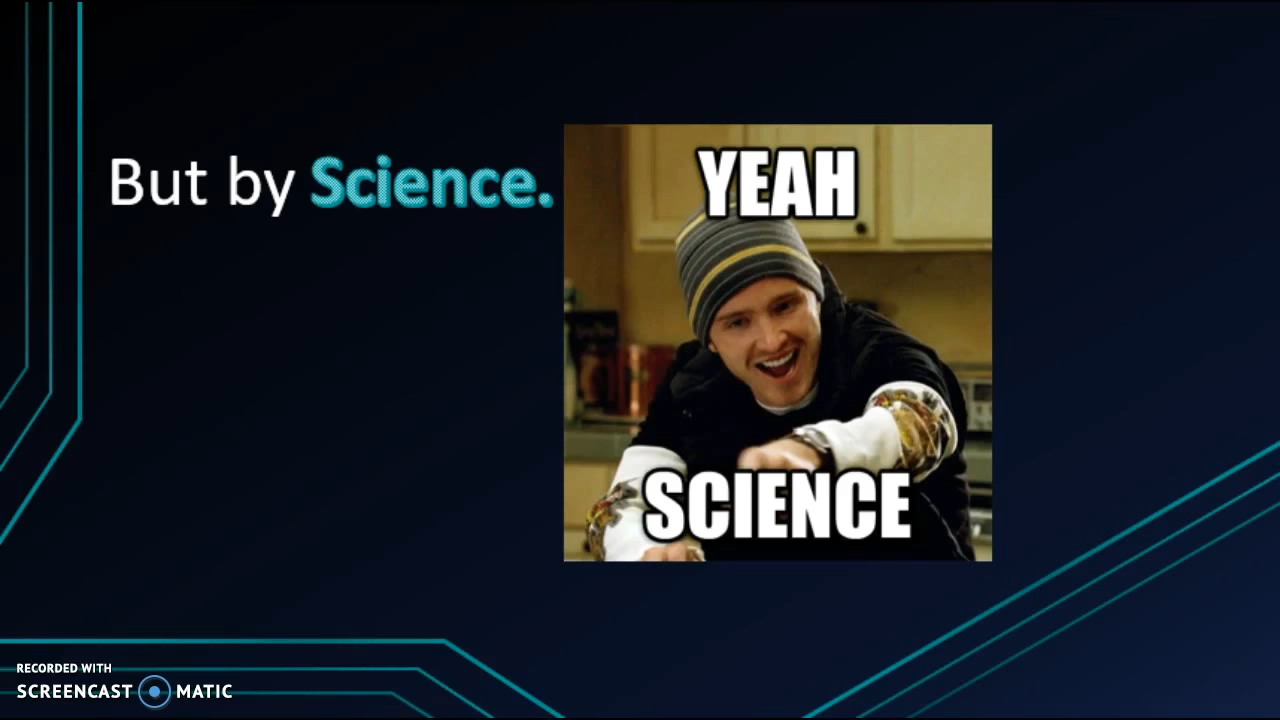 But by Science.
YEAH
SCIENCE
RECORDED WITH
SCREENCAST MATIC